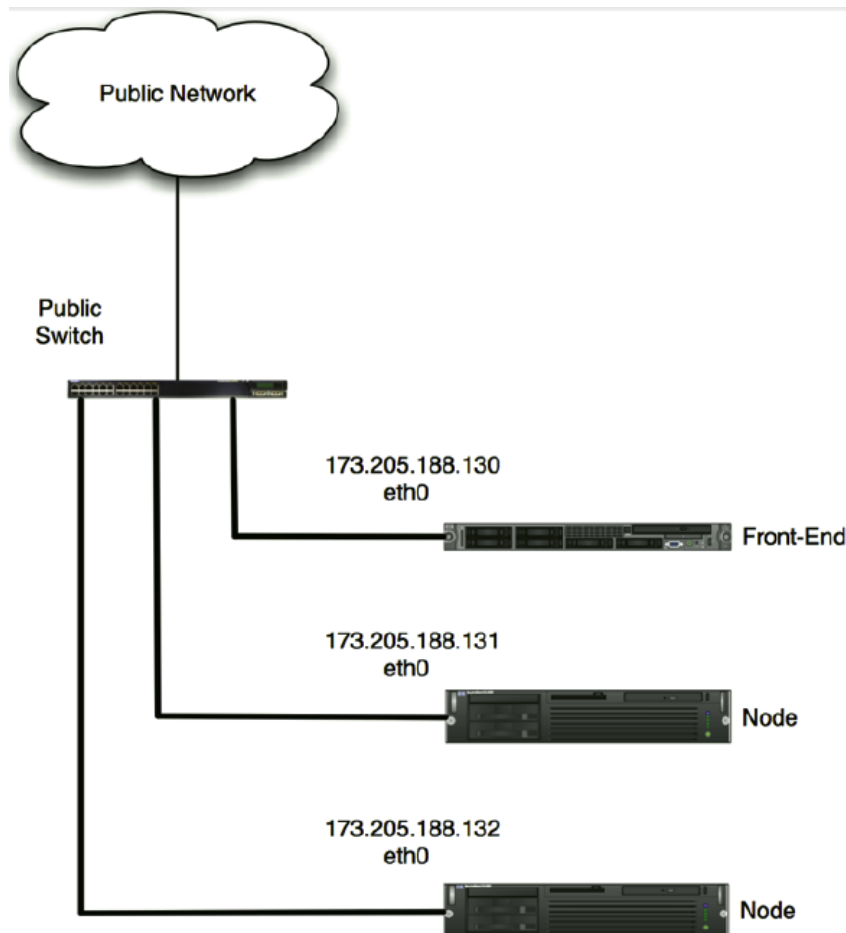 Public Network
Public
Switch
173.205.188.130
eth0
Front-End
173.205.188.131
eth0
Node
173.205.188.132
eth0
Node